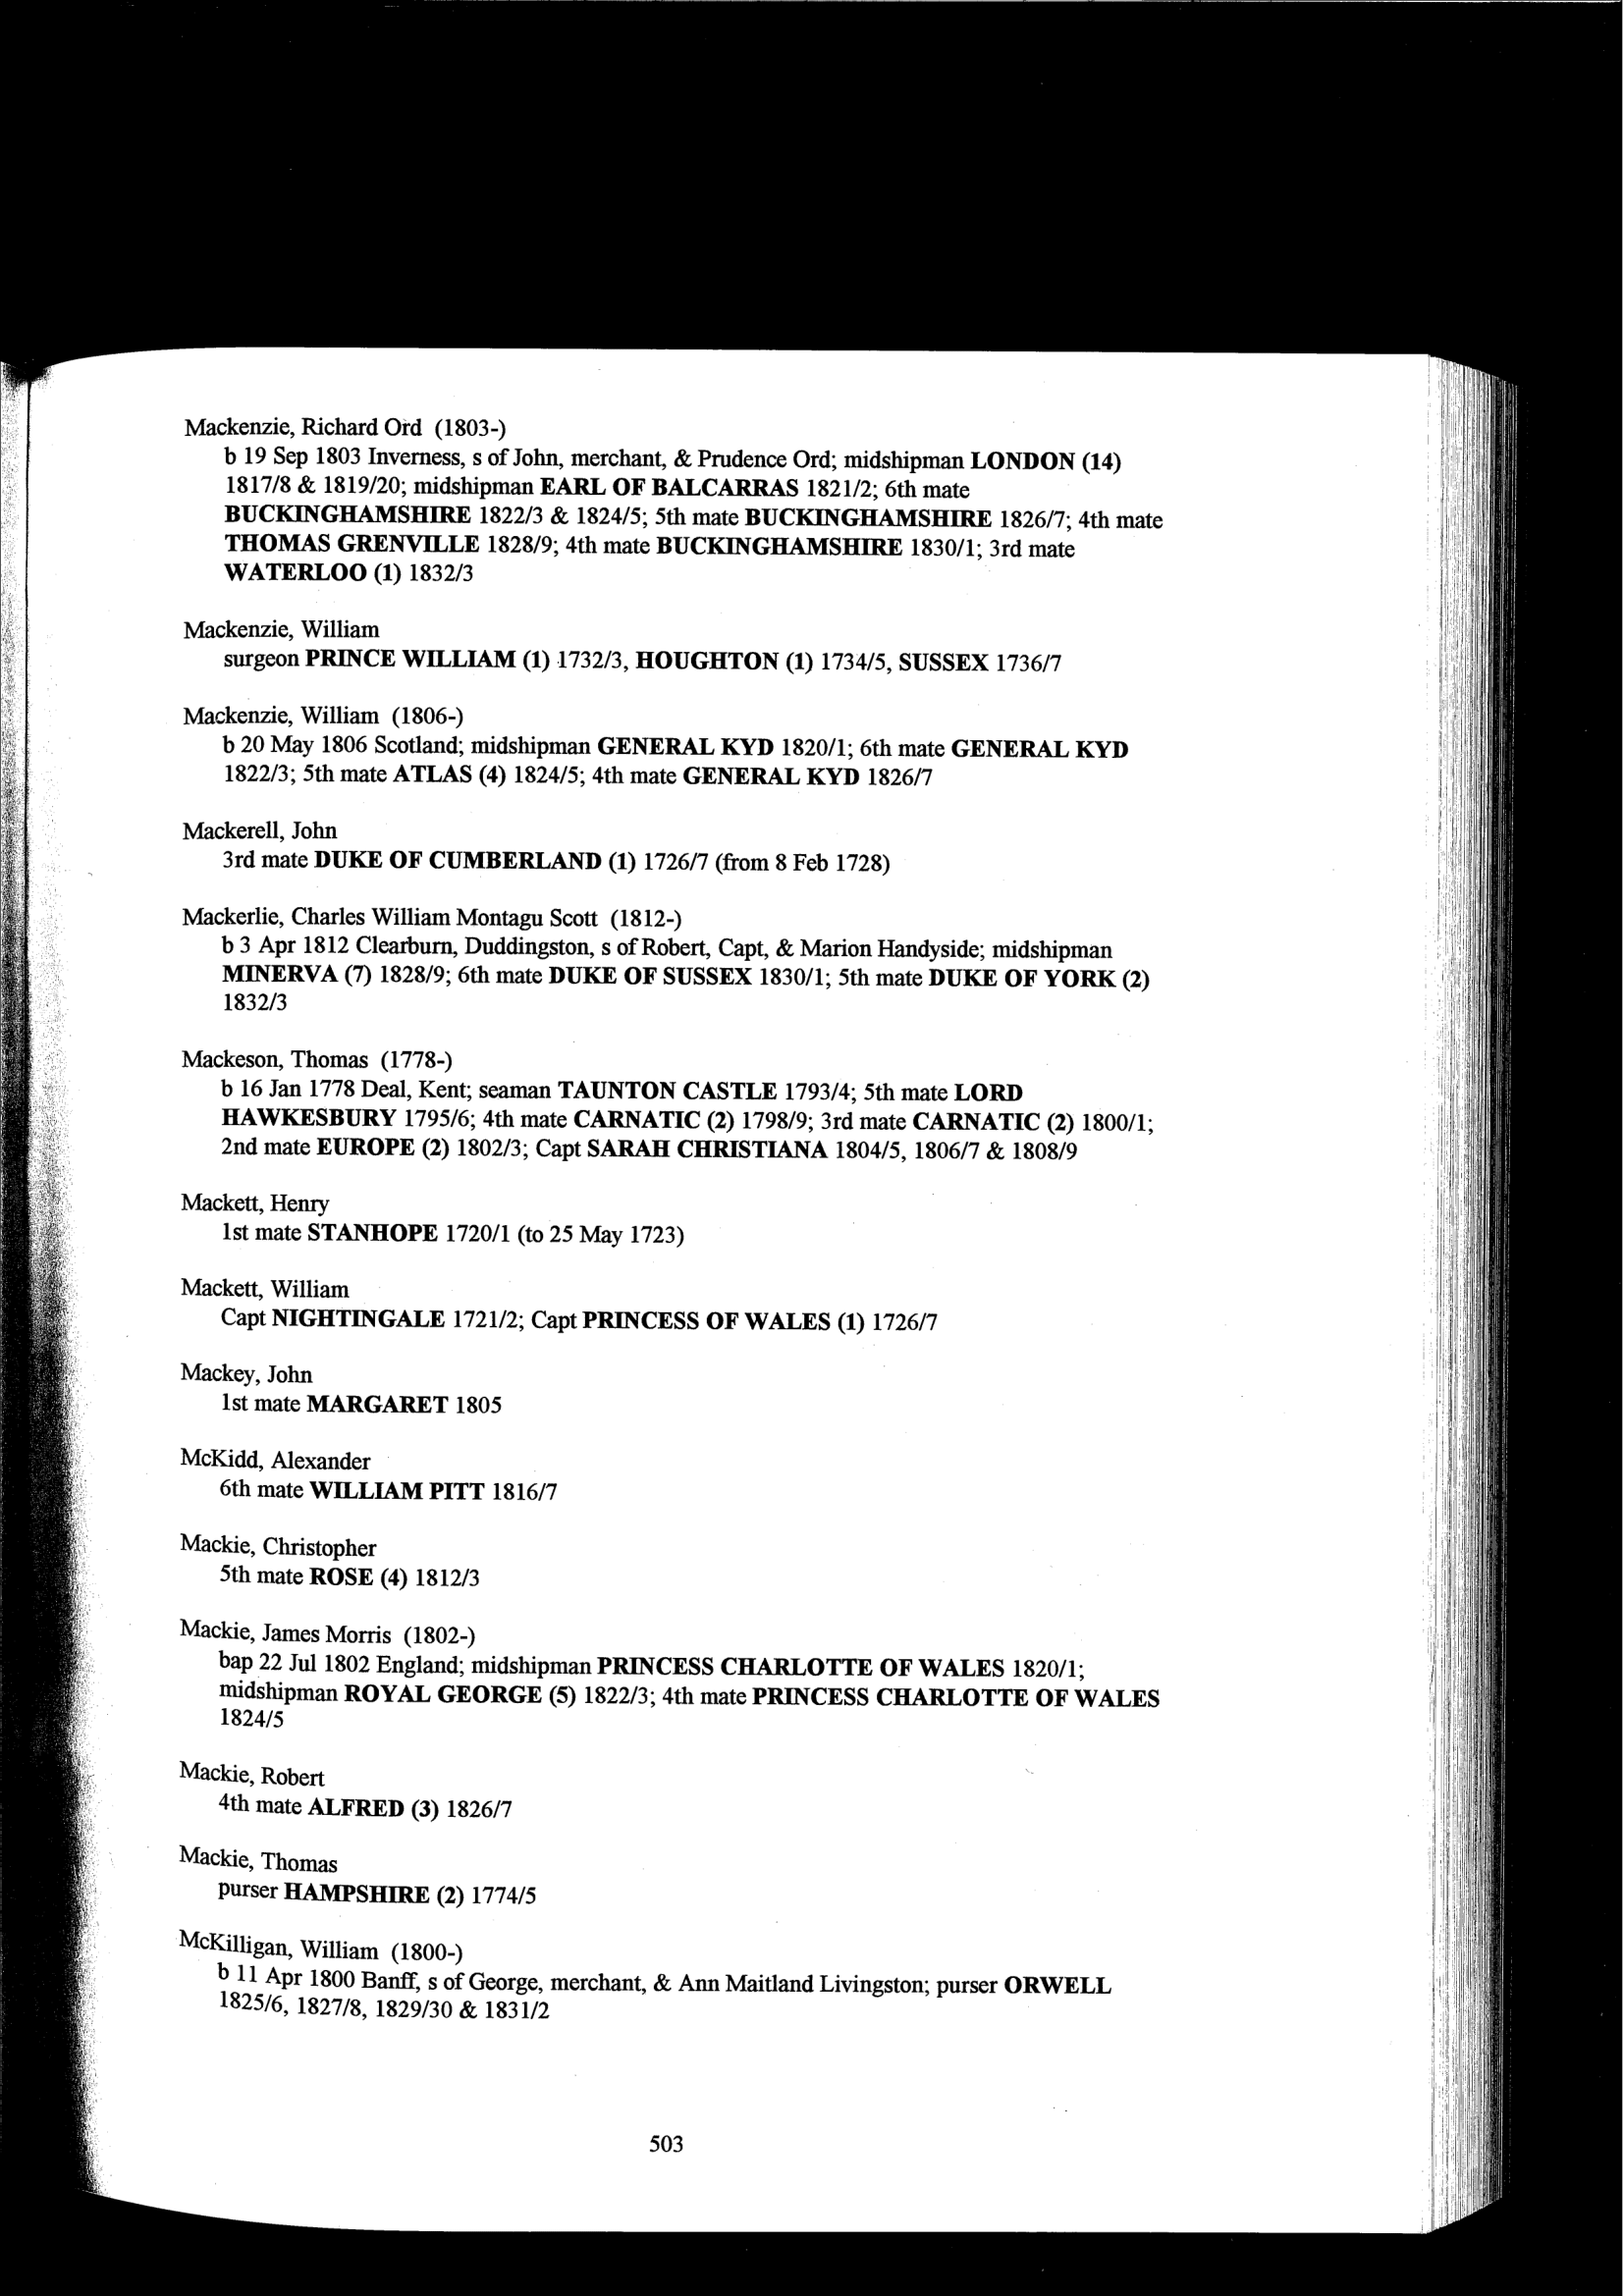 Mackenzie, Richard Ord (1803-)
b 19 Sep 1803 Inverness, s of John, merchant, & Prudence Ord; midshipman LONDON (14)
1817/8 & 1819/20; midshipman EARL OF BALCARRAS 1821/2; 6th mate
BUCKINGHAMSHIRE 1822/3 & 1824/5; 5th mate BUCKINGHAMSHIRE 1826/7; 4th mate
THOMAS GRENVILLE 1828/9; 4th mate BUCKINGHAMSHIRE 1830/1; 3rd mate
WATERLOO (1) 1832/3
Mackenzie, William
surgeon PRINCE WILLIAM (1) 1732/3, HOUGHTON (1) 1734/5, SUSSEX 1736/7
Mackenzie, William (1806-)
b 20 May 1806 Scotland; midshipman GENERAL KYD 1820/1; 6th mate GENERAL KYD
1822/3; 5th mate ATLAS (4) 1824/5; 4th mate GENERAL KYD 1826/7
Mackerell, John
3rd mate DUKE OF CUMBERLAND (1) 1726/7 (from 8 Feb 1728)
Mackerlie, Charles William Montagu Scott (1812-)
b 3 Apr 1812 Clearburn, Duddingston, s of Robert, Capt, & Marion Handyside; midshipman
MINERVA (7) 1828/9; 6th mate DUKE OF SUSSEX 1830/1; 5th mate DUKE OF YORK (2)
1832/3
Mackeson, Thomas (1778-)
b 16 Jan 1778 Deal, Kent; seaman TAUNTON CASTLE 1793/4; 5th mate LORD
HAWKESBURY 1795/6; 4th mate CARNATIC (2) 1798/9; 3rd mate CARNATIC (2) 1800/1;
2nd mate EUROPE (2) 1802/3; Capt SARAH CHRISTIANA 1804/5, 1806/7 & 1808/9
Mackett, Henry
1st mate STANHOPE 1720/1 (to 25 May 1723)
Mackett, William
Capt NIGHTINGALE 1721/2; Capt PRINCESS OF WALES (1) 1726/7
Mackey, John
1st mate MARGARET 1805
McKidd, Alexander
6th mate WILLIAM PITT 1816/7
Mackie, Christopher
5th mate ROSE (4) 1812/3
Mackie, James Morris (1802-)
bap 22 Jul 1802 England; midshipman PRINCESS CHARLOTTE OF WALES 1820/1;
midshipman ROYAL GEORGE (5) 1822/3; 4th mate PRINCESS CHARLOTTE OF WALES
1824/5
Mackie, Robert
4th mate ALFRED (3) 1826/7
Mackie, Thomas
purser HAMPSHIRE (2) 1774/5
McKilligan, William (1800-)
b 11 Apr 1800 Banff, s of George, merchant, & Ann Maitland Livingston; purser ORWELL
1825/6, 1827/8, 1829/30 & 1831/2
503